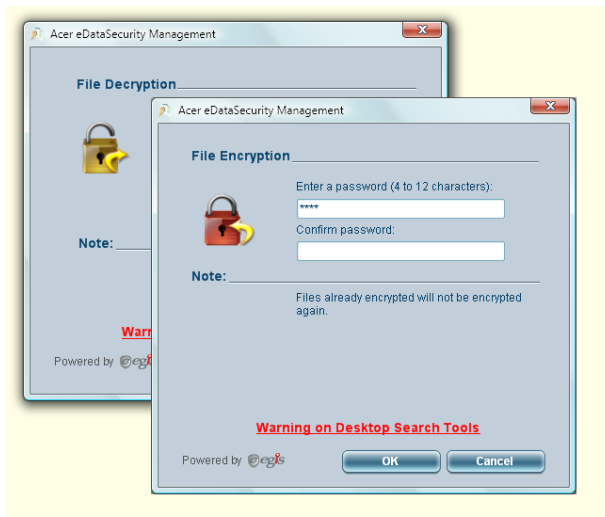 Acer eDataSecurity Management
File Decryption
Note:
Powered by egis
Acer eDataSecurity Management
File Encryption
Enter a password (4 to 12 characters):
****
Confirm password:
Note:
Files already encrypted will not be encrypted
again.
Warning on Desktop Search Tools
Powered by egis
OK
Cancel